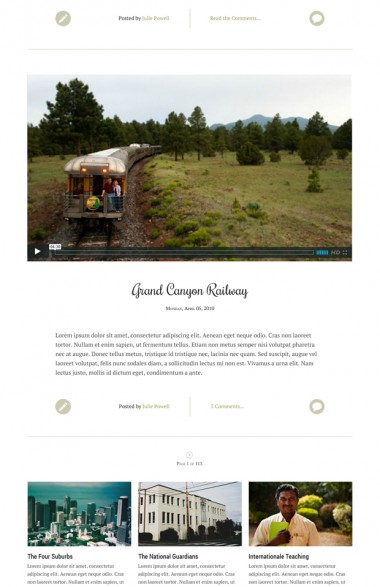 Posted by Julie Powell
Read the Comments...
Grand Canyon Railway
Monday, April 05, 2010
Lorem ipsum dolor sit amet, consectetur adipiscing elit. Aenean eget neque odio. Cras non laoreet
tortor. Nullam et enim sapien, ut fermentum tellus. Etiam non metus semper nisi volutpat pharetra
nec at augue. Donec tellus metus, tristique id tristique nec, lacinia nec quam. Sed suscipit, augue vel
laoreet volutpat, felis nunc sodales diam, a sollicitudin mi mi non est. Vivamus a urna elit. Nam
lectus justo, mollis id dictum eget, condimentum a ante.
Posted by Julie Powell
3 Comments...
Page 1 of 113
The Four Suburbs
The National Guardians
Internationale Teaching
Lorem ipsum dolor sit amet, consectetur
Lorem ipsum dolor sit amet, consectetur
Lorem ipsum dolor sit amet, consectetur
adipiscing elit. Aenean eget neque odio. Cras
adipiscing elit. Aenean eget neque odio. Cras
adipiscing elit. Aenean eget neque odio. Cras
non laoreet tortor. Nullam et enim sapien, ut
non laoreet tortor. Nullam et enim sapien, ut
non laoreet tortor. Nullam et enim sapien, ut